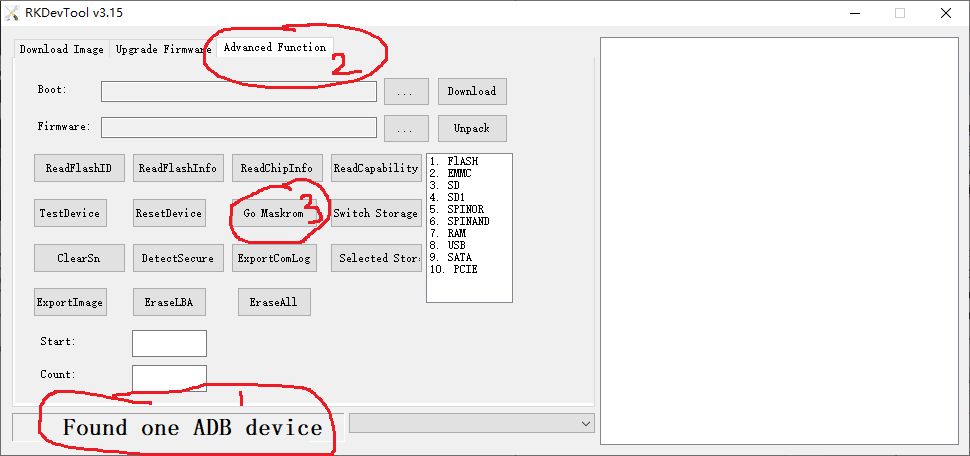 RKDevTool v3.15
Download Image Upgrade Firmware Advanced Function
2
Boot: ... Download
Firmware: ... Unpack
ReadFlashID ReadFlashInfo ReadChipInfo ReadCapability
TestDevice ResetDevice Go Maskrom 3 Switch Storage
ClearSn DetectSecure ExportComLog Selected Stor:
ExportImage EraseLBA EraseAll
1. FlASH
2. EMMC
3. SD
4. SD1
5. SPINOR
6. SPINAND
7. RAM
8. USB
9. SATA
10. PCIE
Start:
Count:
1
Found one ADB device